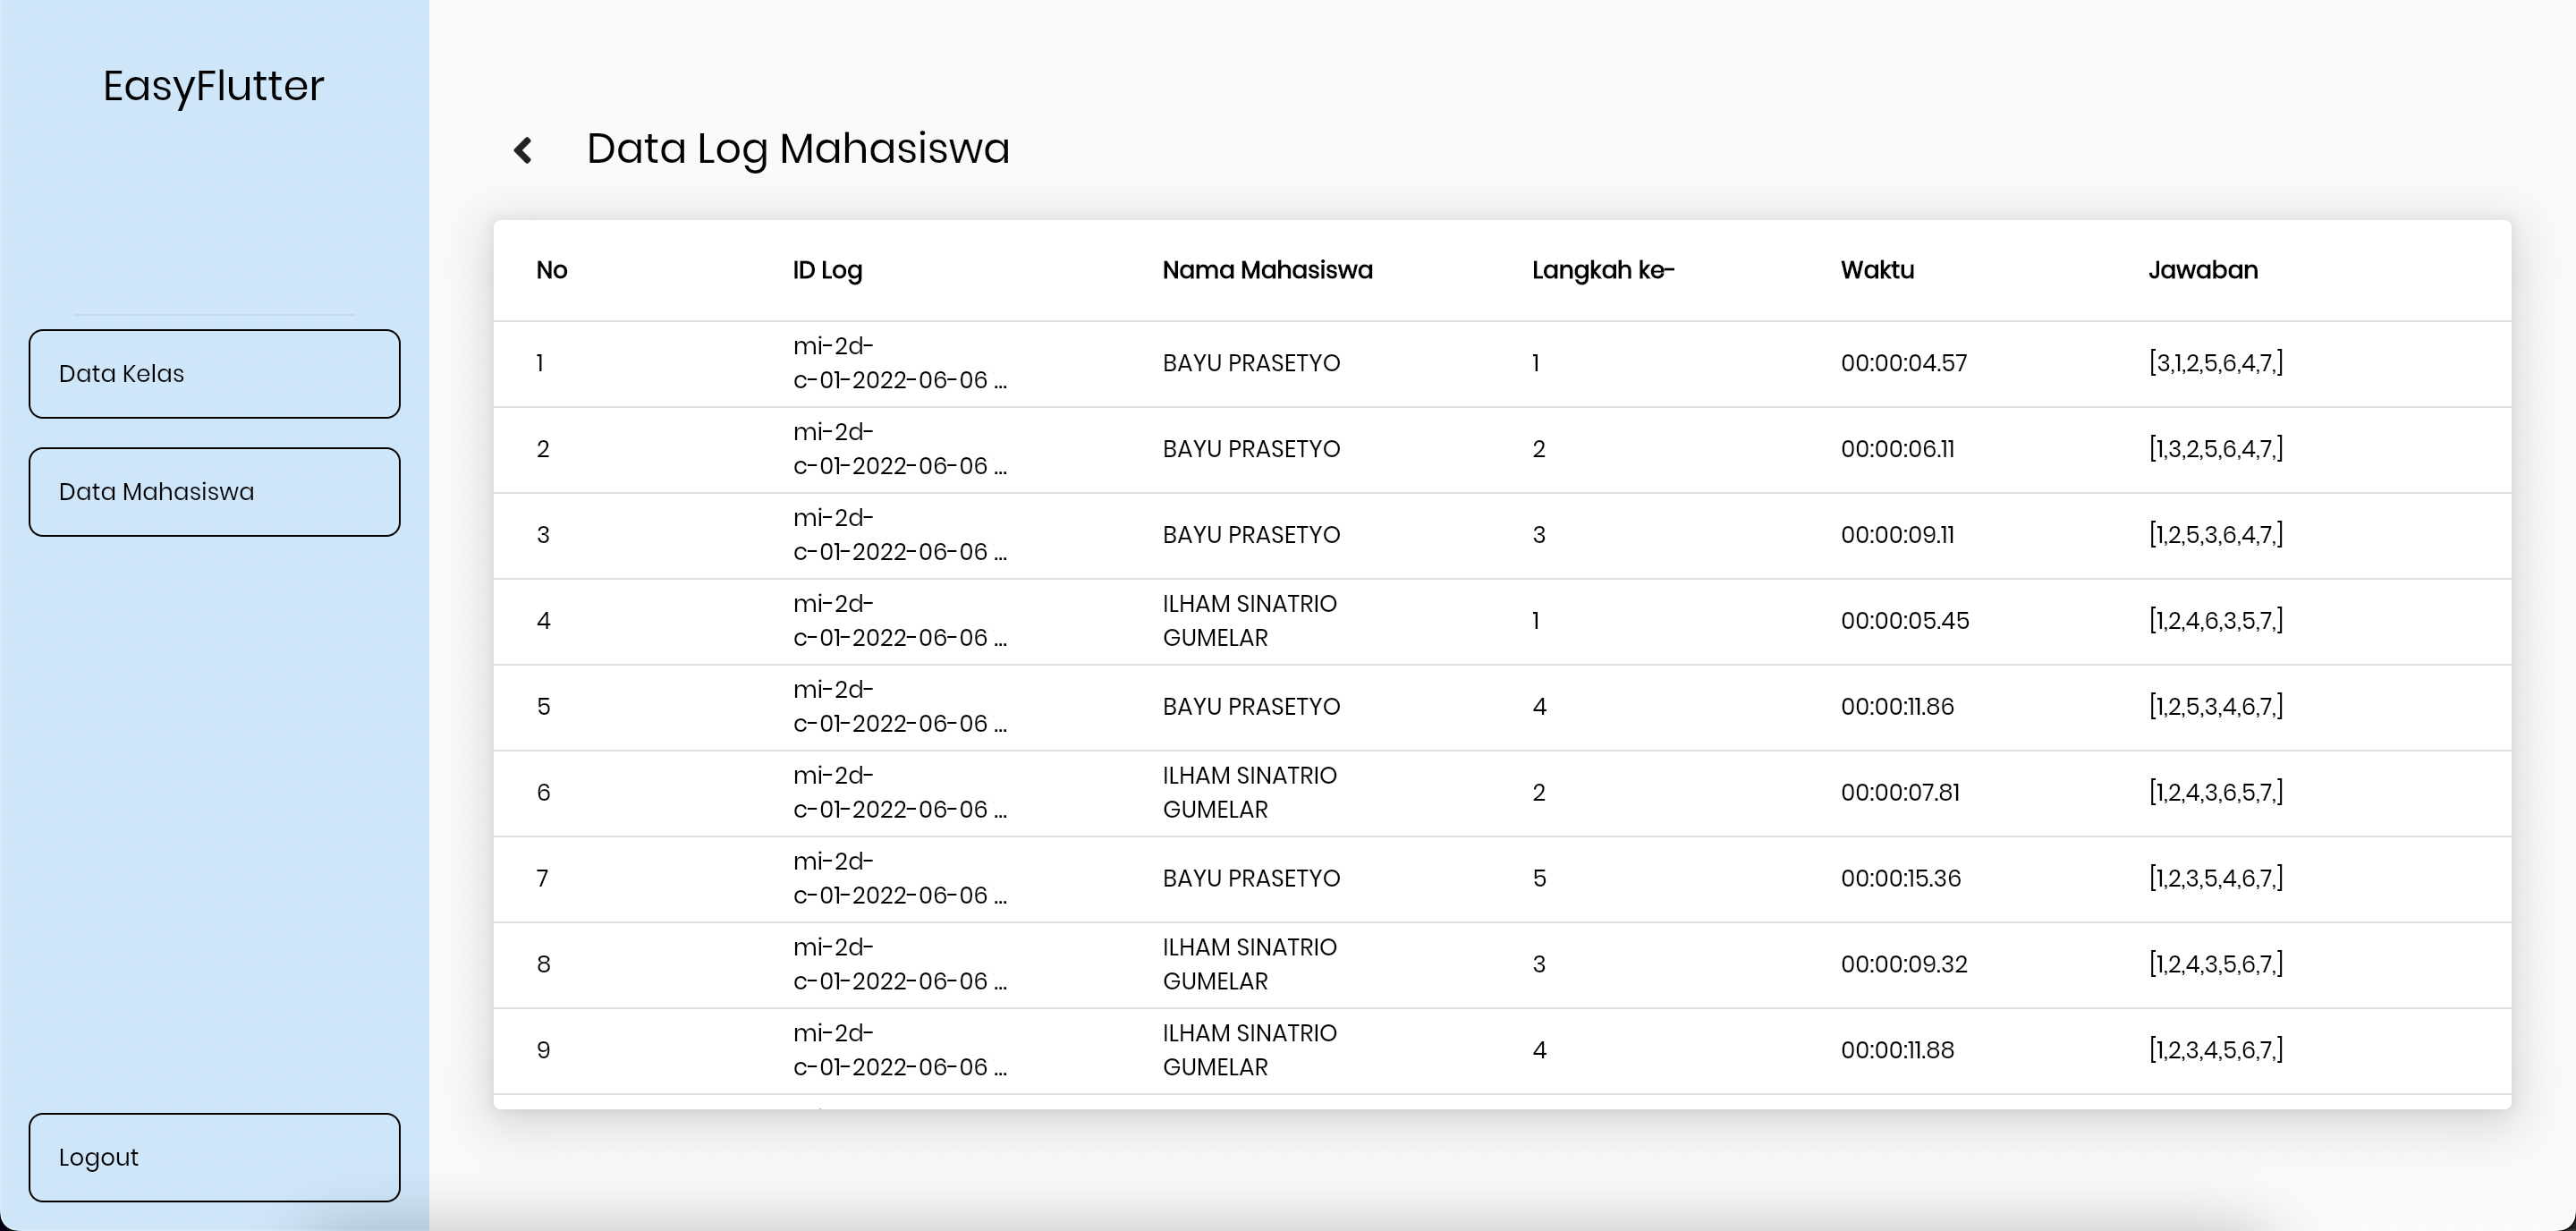 EasyFlutter
Data Kelas
Data Mahasiswa
Logout
Data Log Mahasiswa
No ID Log Nama Mahasiswa Langkah ke- Waktu Jawaban
1 mi-2d- BAYU PRASETYO 1 00:00:04.57 [3,1,2,5,6,4,7,]
c-01-2022-06-06 ...
2 mi-2d- BAYU PRASETYO 2 00:00:06.11 [1,3,2,5,6,4,7,]
c-01-2022-06-06 ...
3 mi-2d- BAYU PRASETYO 3 00:00:09.11 [1,2,5,3,6,4,7,]
c-01-2022-06-06 ...
4 mi-2d- ILHAM SINATRIO 1 00:00:05.45 [1,2,4,6,3,5,7,]
c-01-2022-06-06 ... GUMELAR
5 mi-2d- BAYU PRASETYO 4 00:00:11.86 [1,2,5,3,4,6,7,]
c-01-2022-06-06 ...
6 mi-2d- ILHAM SINATRIO 2 00:00:07.81 [1,2,4,3,6,5,7,]
c-01-2022-06-06 ... GUMELAR
7 mi-2d- BAYU PRASETYO 5 00:00:15.36 [1,2,3,5,4,6,7,]
c-01-2022-06-06 ...
8 mi-2d- ILHAM SINATRIO 3 00:00:09.32 [1,2,4,3,5,6,7,]
c-01-2022-06-06 ... GUMELAR
9 mi-2d- ILHAM SINATRIO 4 00:00:11.88 [1,2,3,4,5,6,7,]
c-01-2022-06-06 ... GUMELAR